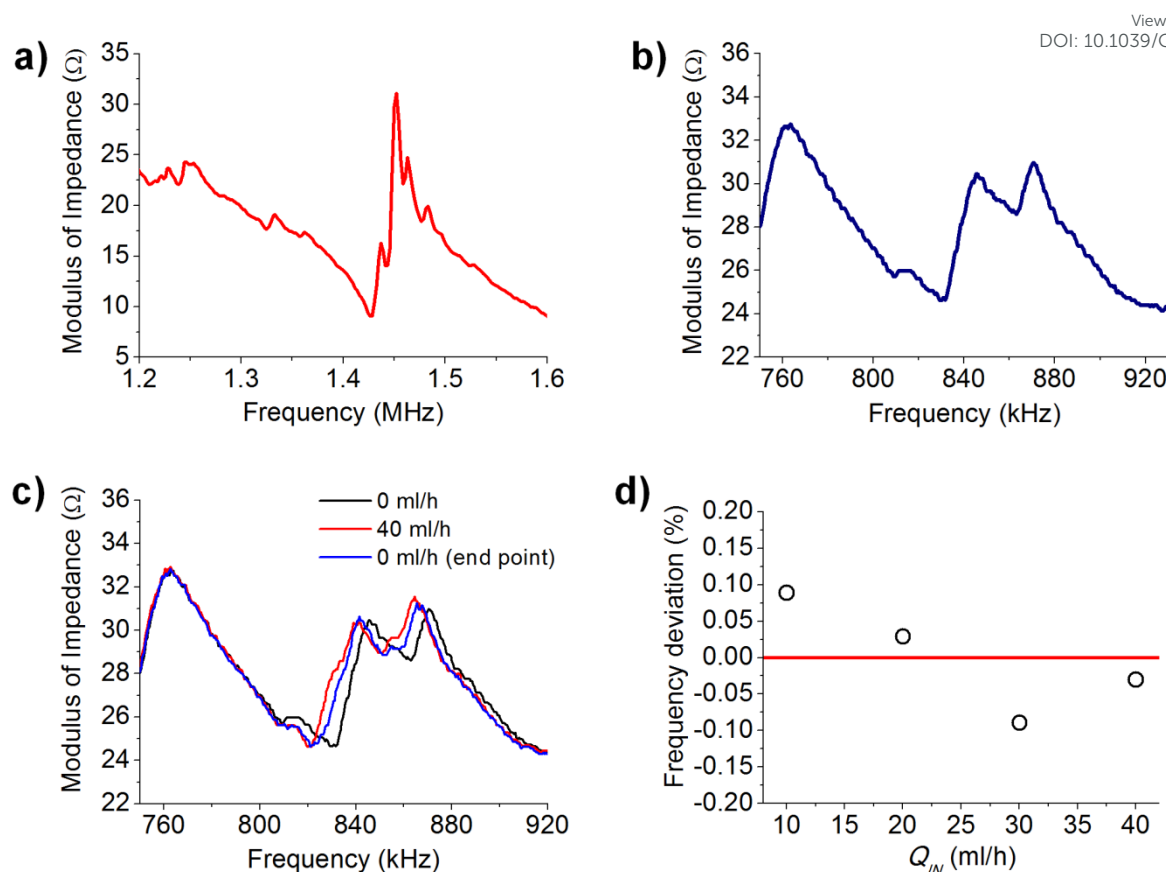 View
DOI: 10.1039/C
a)
35
30
25
20
15
10
5
Modulus of Impedance (Ω)
1.2 1.3 1.4 1.5 1.6
Frequency (MHz)
b)
36
34
32
30
28
26
24
22
Modulus of Impedance (Ω)
760 800 840 880 920
Frequency (kHz)
c)
36
34
32
30
28
26
24
22
Modulus of Impedance (Ω)
0 ml/h
40 ml/h
0 ml/h (end point)
760 800 840 880 920
Frequency (kHz)
d)
0.20
0.15
0.10
0.05
0.00
-0.05
-0.10
-0.15
-0.20
Frequency deviation (%)
10 15 20 25 30 35 40
Q_IN (ml/h)